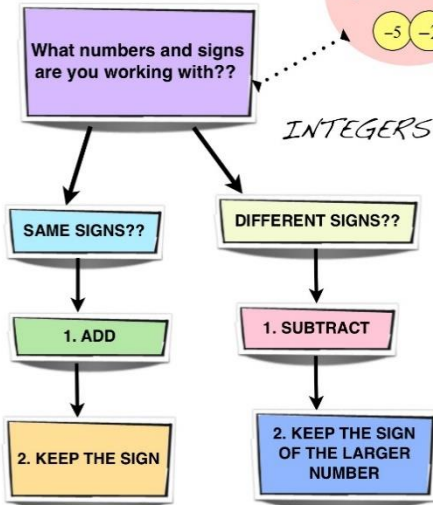 What numbers and signs
are you working with??
-5
INTEGERS
SAME SIGNS??
DIFFERENT SIGNS??
1. ADD
1. SUBTRACT
2. KEEP THE SIGN
2. KEEP THE SIGN
OF THE LARGER
NUMBER